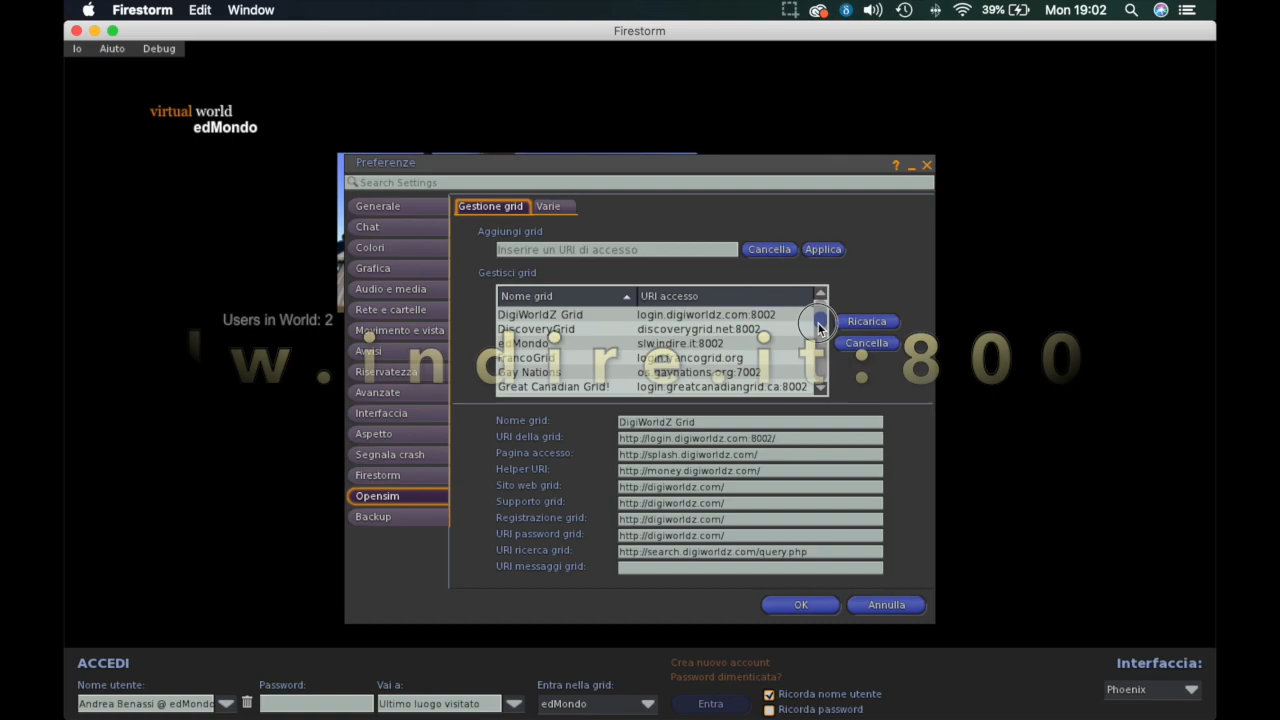 Firestorm Edit Window 39% Mon 19:02
Firestorm
Io Aiuto Debug
virtual world
edMondo
Preferenze
Search Settings
Generale
Chat
Colori
Grafica
Audio e media
Rete e cartelle
Movimento e vista
Avvisi
Riservatezza
Avanzate
Interfaccia
Aspetto
Segnala crash
Firestorm
Opensim
Backup
Gestione grid Varie
Aggiungi grid
Inserire un URI di accesso Cancella Applica
Gestisci grid
Nome grid URI accesso
DigiWorldZ Grid login.digiworldz.com:8002
DiscoveryGrid discoverygrid.net:8002
edMondo slw.indire.it:8002
FrancoGrid login.francogrid.org
Gay Nations os.gaynations.org:7002
Great Canadian Grid! login.greatcanadiangrid.ca:8002
Ricarica
Cancella
Users in World: 2
lw.indire.it:800
Nome grid: DigiWorldZ Grid
URI della grid: http://login.digiworldz.com:8002/
Pagina accesso: http://splash.digiworldz.com/
Helper URI: http://money.digiworldz.com/
Sito web grid: http://digiworldz.com/
Supporto grid: http://digiworldz.com/
Registrazione grid: http://digiworldz.com/
URI password grid: http://digiworldz.com/
URI ricerca grid: http://search.digiworldz.com/query.php
URI messaggi grid:
OK Annulla
ACCEDI
Nome utente: Password: Vai a: Entra nella grid:
Andrea Benassi @ edMondo Ultimo luogo visitato edMondo
Crea nuovo account
Password dimenticata?
Entra
Ricorda nome utente
Ricorda password
Interfaccia:
Phoenix